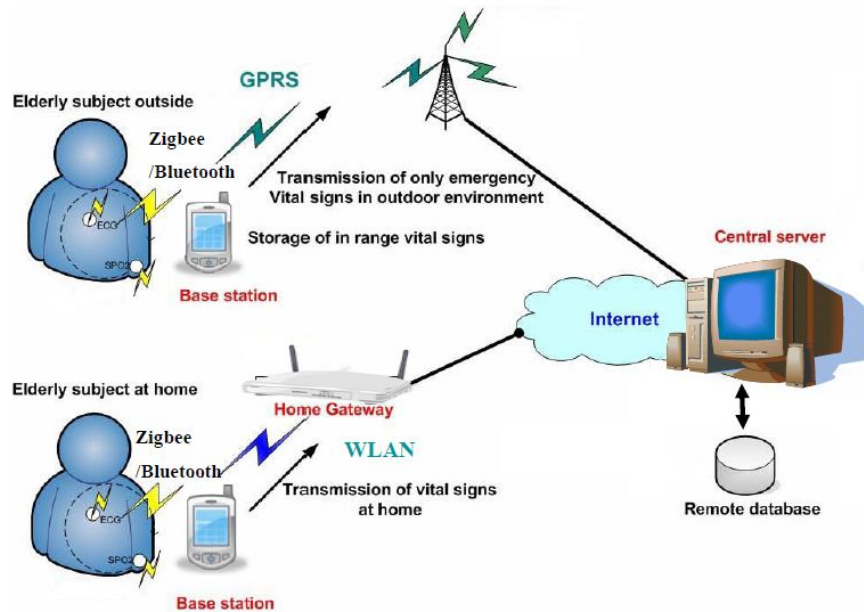 GPRS
Elderly subject outside
Zigbee
/Bluetooth
ECG
SPO2
Transmission of only emergency
Vital signs in outdoor environment
Storage of in range vital signs
Base station
Central server
Internet
Elderly subject at home
Home Gateway
Zigbee
/Bluetooth
WLAN
ECG
SPO2
Transmission of vital signs
at home
Base station
Remote database